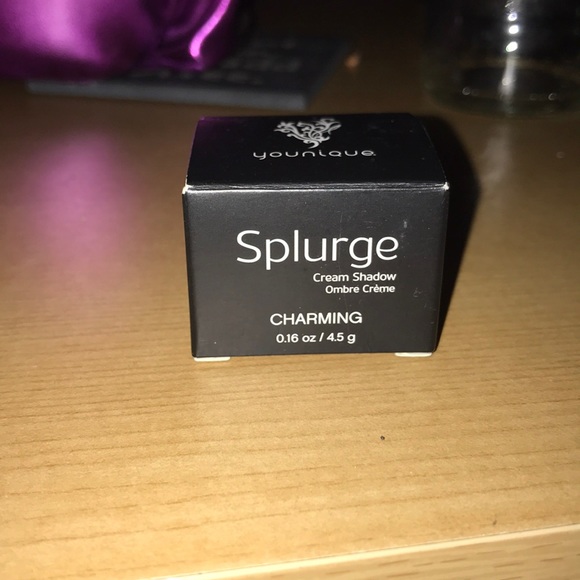 younique
Splurge
Cream Shadow
Ombre Crème
CHARMING
0.16 oz / 4.5 g